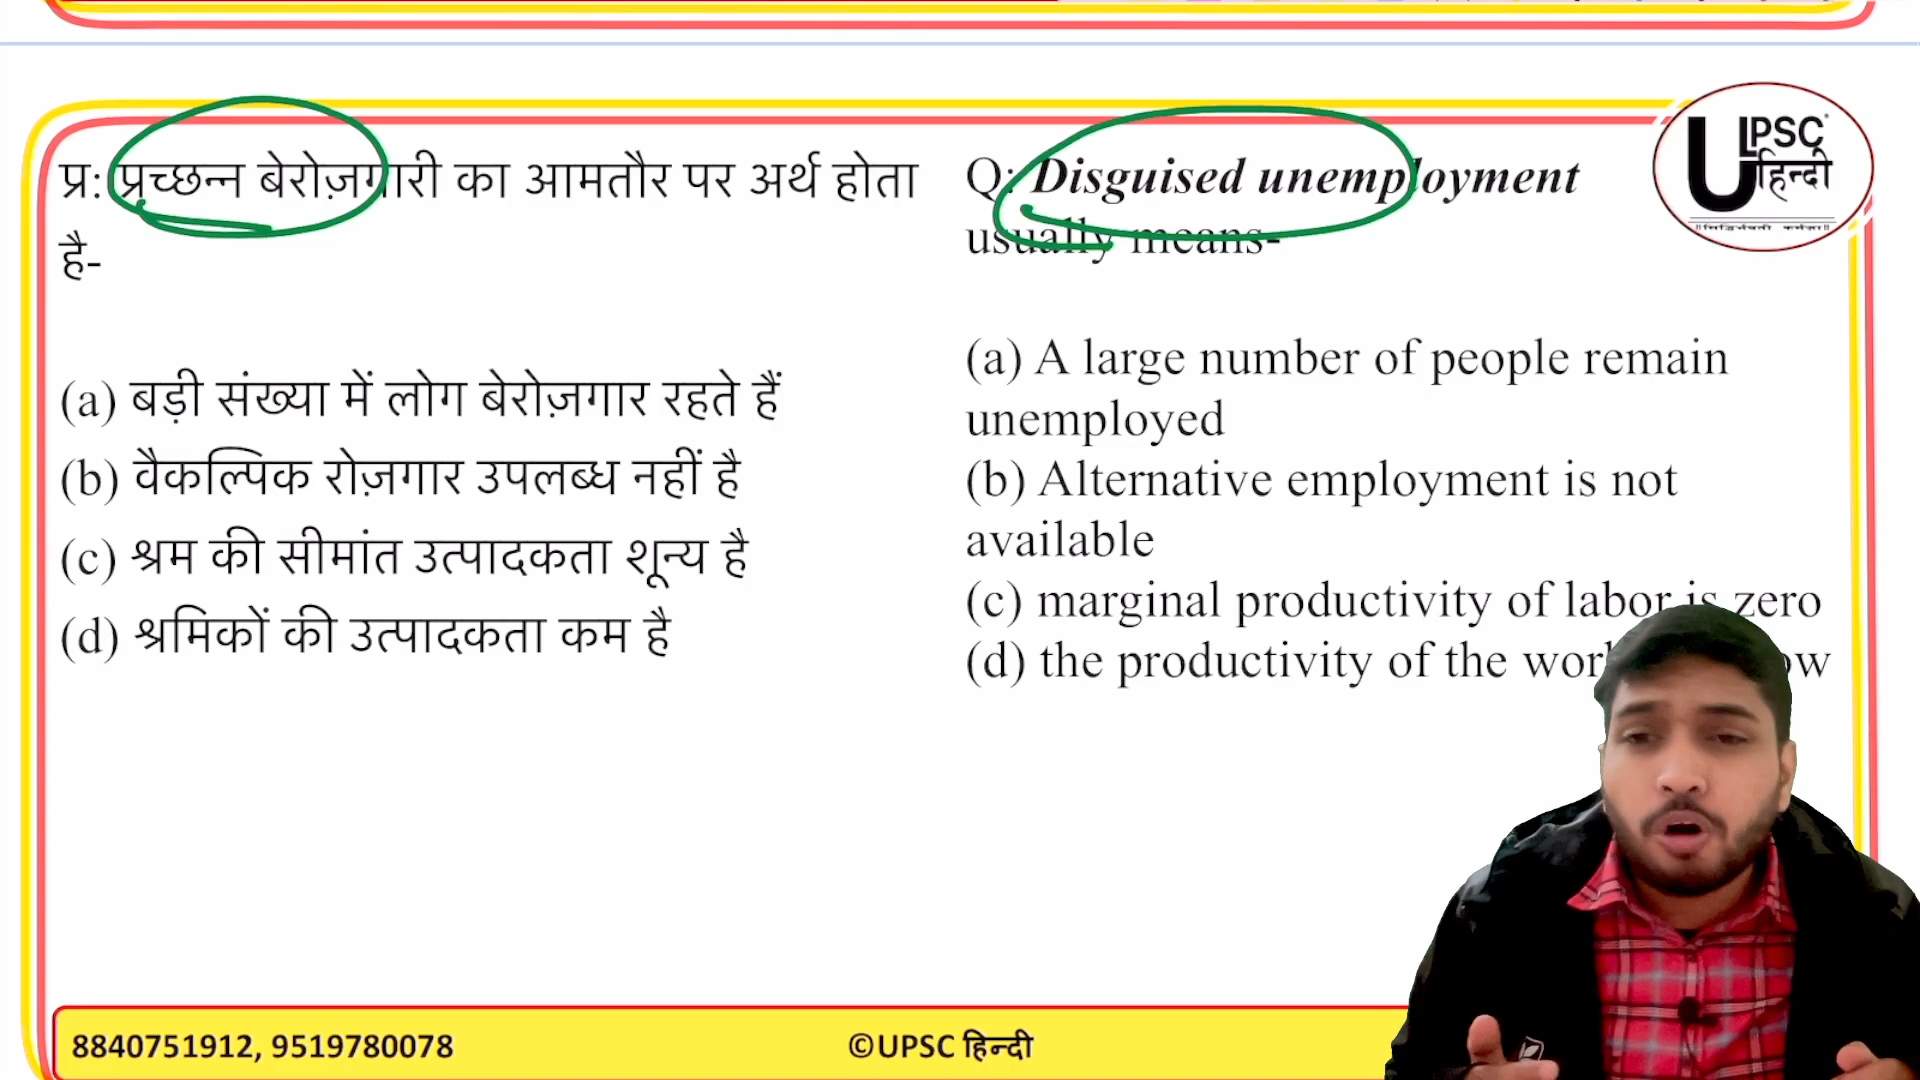 प्र: प्रच्छन्न बेरोज़गारी का आमतौर पर अर्थ होता
है-
(a) बड़ी संख्या में लोग बेरोज़गार रहते हैं
(b) वैकल्पिक रोज़गार उपलब्ध नहीं है
(c) श्रम की सीमांत उत्पादकता शून्य है
(d) श्रमिकों की उत्पादकता कम है
Q: Disguised unemployment
usually means-
(a) A large number of people remain
unemployed
(b) Alternative employment is not
available
(c) marginal productivity of labor is zero
(d) the productivity of the
UPSC
हिन्दी
8840751912, 9519780078
©UPSC हिन्दी